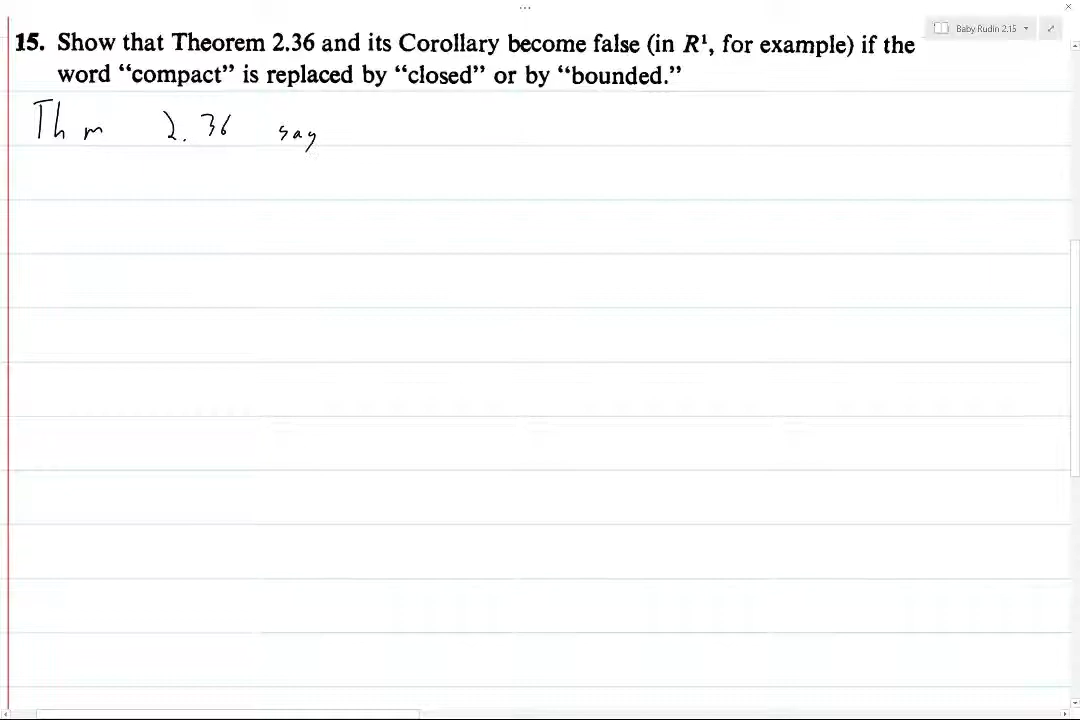 Baby Rudin 2.15
15. Show that Theorem 2.36 and its Corollary become false (in R¹, for example) if the
word “compact” is replaced by “closed” or by “bounded.”
Thm 2.36 say